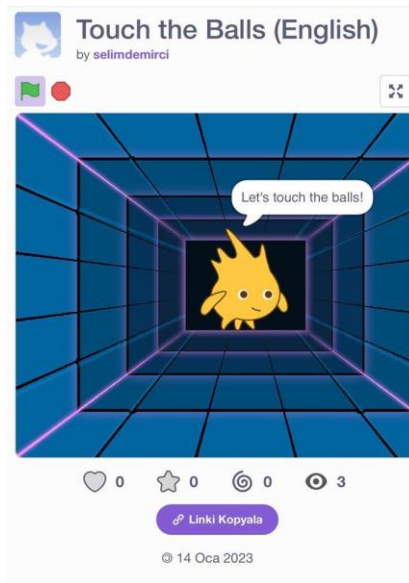 Touch the Balls (English)
by selimdemirci
Let's touch the balls!
0 0 0 3
Linki Kopyala
© 14 Oca 2023